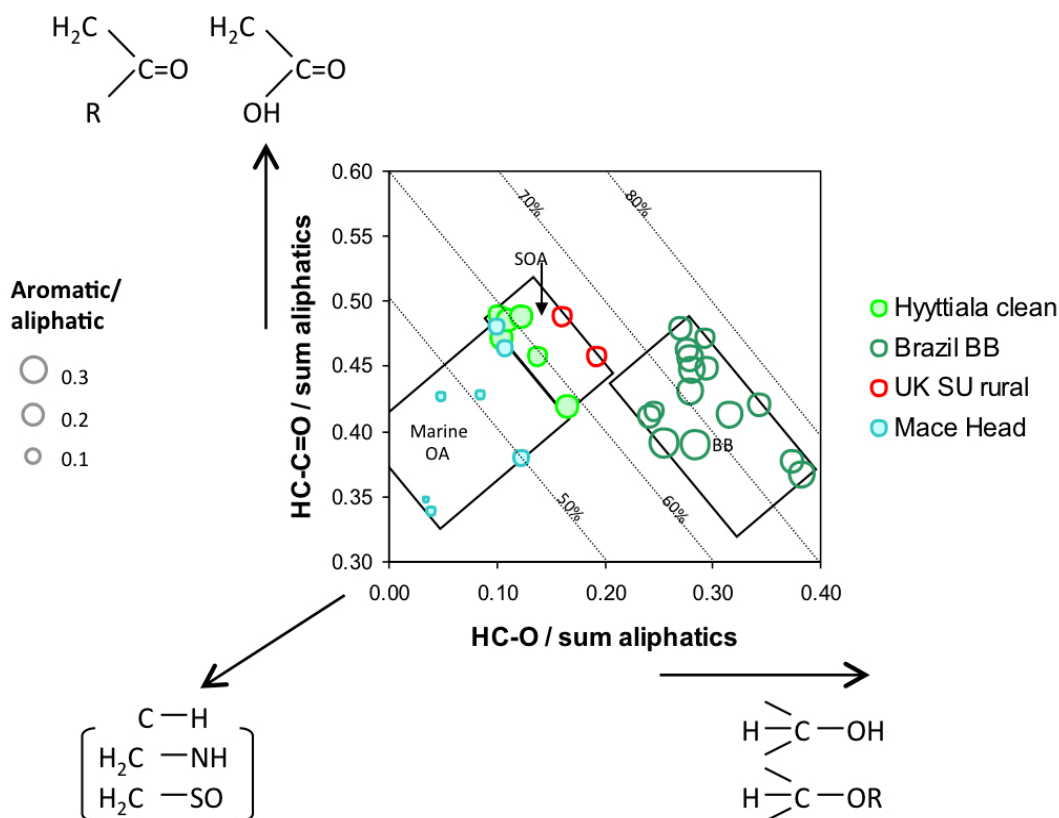 H₂C
C=O
R
H₂C
C=O
OH
HC-C=O / sum aliphatics
0.60
0.55
0.50
0.45
0.40
0.35
0.30
0.00
0.10
0.20
0.30
0.40
HC-O / sum aliphatics
70%
80%
SOA
Marine
OA
BB
50%
60%
Aromatic/
aliphatic
0.3
0.2
0.1
Hyyttiala clean
Brazil BB
UK SU rural
Mace Head
C—H
H₂C—NH
H₂C—SO
H—C—OH
H—C—OR